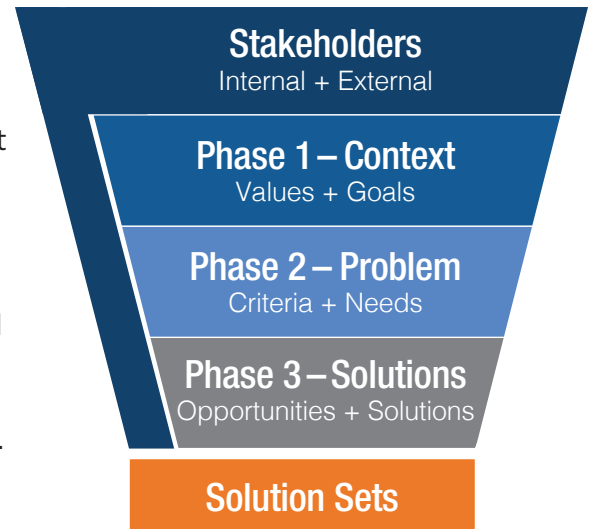 Stakeholders
Internal + External
Phase 1 – Context
Values + Goals
Phase 2 – Problem
Criteria + Needs
Phase 3 – Solutions
Opportunities + Solutions
Solution Sets